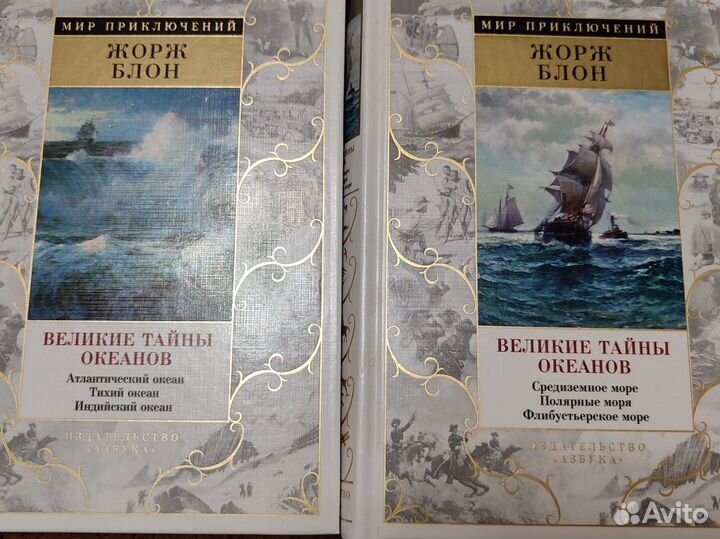 МИР ПРИКЛЮЧЕНИЙ
ЖОРЖ
БЛОН
ВЕЛИКИЕ ТАЙНЫ
ОКЕАНОВ
Атлантический океан
Тихий океан
Индийский океан
ИЗДАТЕЛЬСТВО
«АЗБУКА»
МИР ПРИКЛЮЧЕНИЙ
ЖОРЖ
БЛОН
ВЕЛИКИЕ ТАЙНЫ
ОКЕАНОВ
Средиземное море
Полярные моря
Флибустьерское море
ИЗДАТЕЛЬСТВО
«АЗБУКА»
Avito